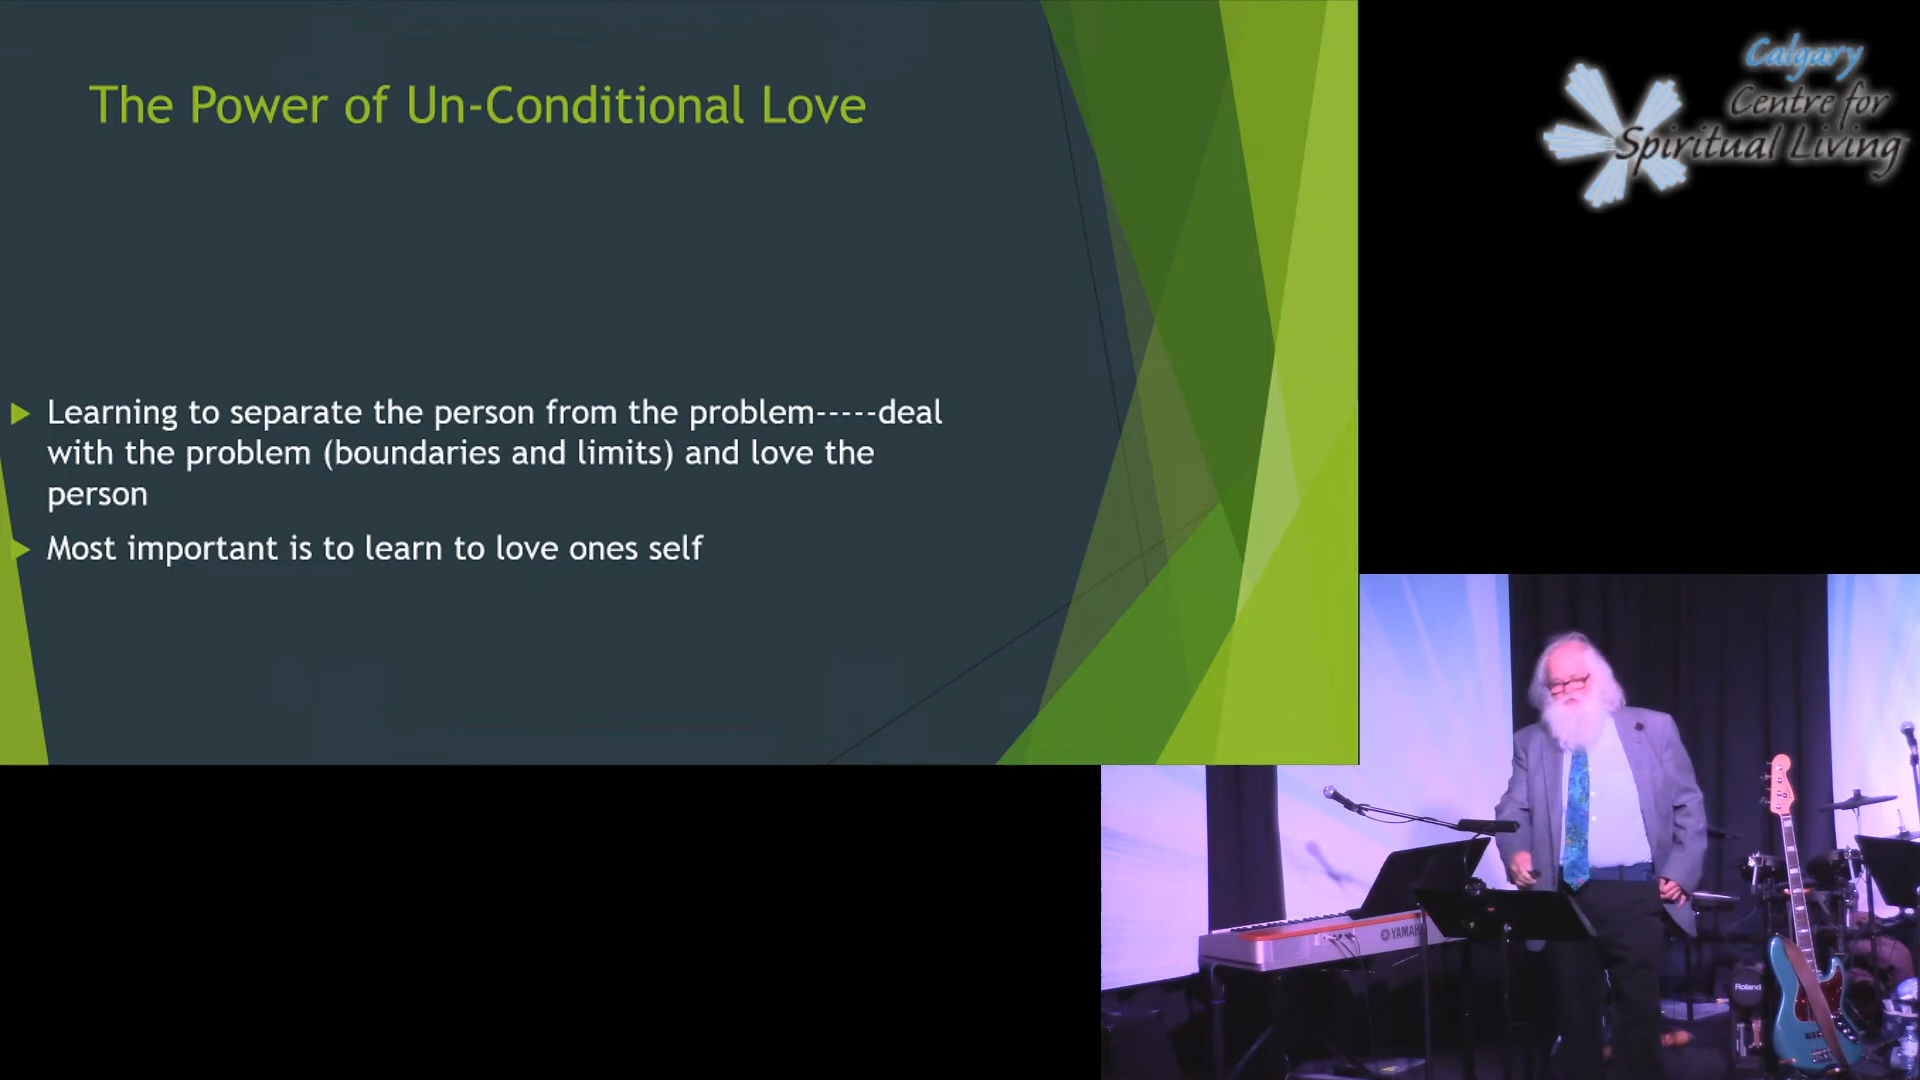 The Power of Un-Conditional Love
Calgary
Centre for
Spiritual Living
Learning to separate the person from the problem-----deal
with the problem (boundaries and limits) and love the
person
Most important is to learn to love ones self
YAMAHA
Roland